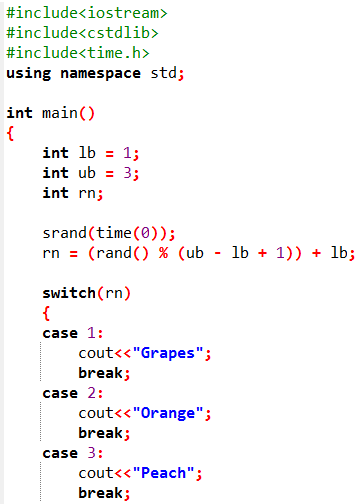 #include<iostream>
#include<cstdlib>
#include<time.h>
using namespace std;
int main()
{
int lb = 1;
int ub = 3;
int rn;
srand(time(0));
rn = (rand() % (ub - lb + 1)) + lb;
switch(rn)
{
case 1:
cout<<"Grapes";
break;
case 2:
cout<<"Orange";
break;
case 3:
cout<<"Peach";
break;